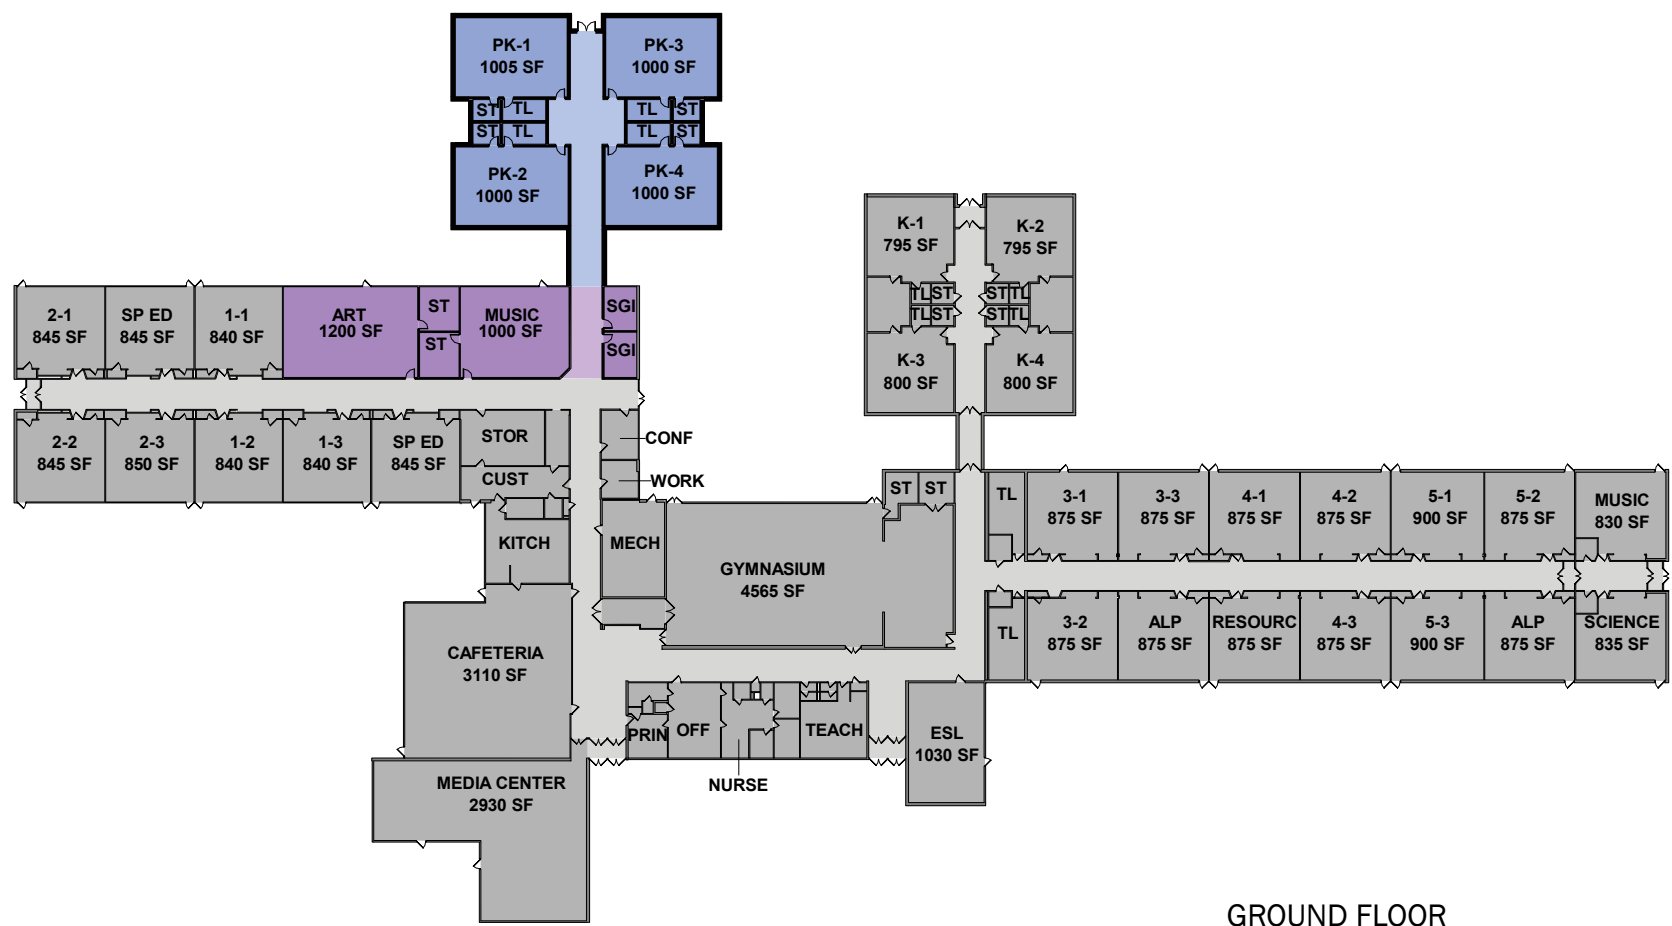 PK-1
1005 SF
PK-3
1000 SF
ST
TL
TL
ST
ST
TL
TL
ST
PK-2
1000 SF
PK-4
1000 SF
K-1
795 SF
K-2
795 SF
TL
ST
ST
TL
TL
ST
ST
TL
K-3
800 SF
K-4
800 SF
2-1
845 SF
SP ED
845 SF
1-1
840 SF
ART
1200 SF
ST
ST
MUSIC
1000 SF
SGI
SGI
2-2
845 SF
2-3
850 SF
1-2
840 SF
1-3
840 SF
SP ED
845 SF
STOR
CUST
CONF
WORK
KITCH
MECH
GYMNASIUM
4565 SF
ST
ST
TL
3-1
875 SF
3-3
875 SF
4-1
875 SF
4-2
875 SF
5-1
900 SF
5-2
875 SF
MUSIC
830 SF
TL
3-2
875 SF
ALP
875 SF
RESOURC
875 SF
4-3
875 SF
5-3
900 SF
ALP
875 SF
SCIENCE
835 SF
CAFETERIA
3110 SF
PRIN
OFF
NURSE
TEACH
ESL
1030 SF
MEDIA CENTER
2930 SF
GROUND FLOOR